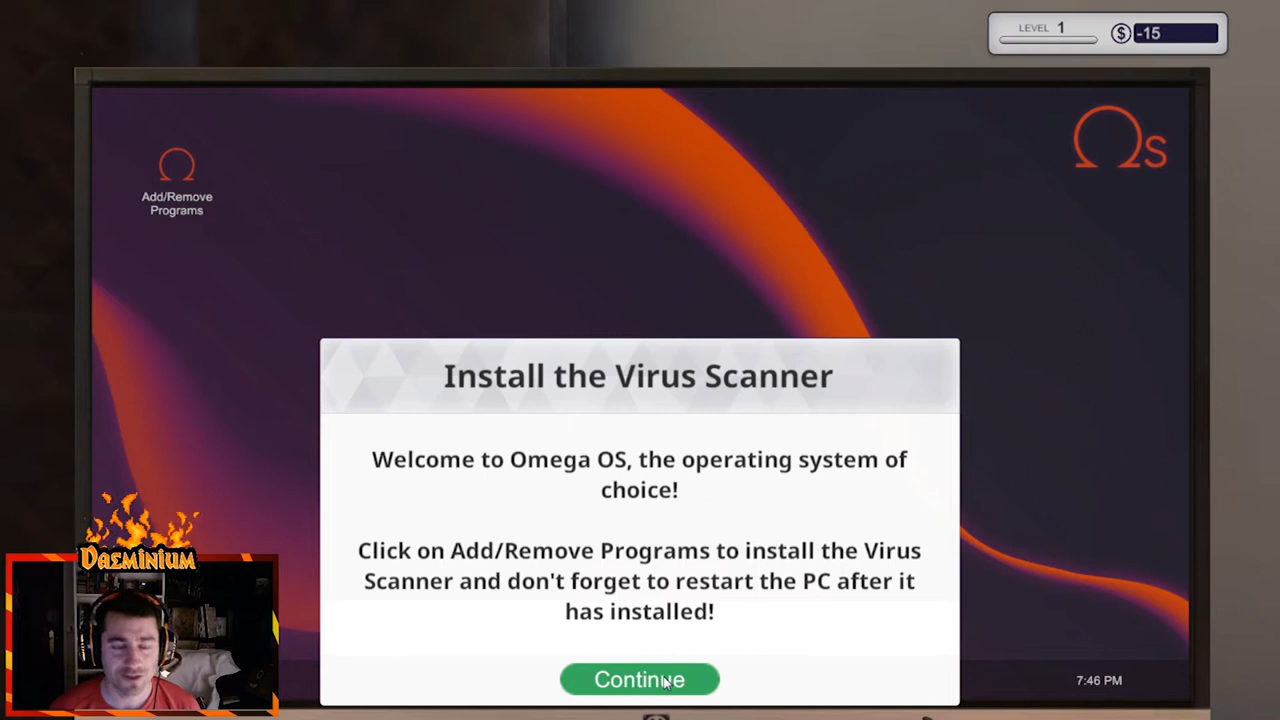 LEVEL 1
$ -15
Ωs
Add/Remove
Programs
Install the Virus Scanner
Welcome to Omega OS, the operating system of
choice!
Click on Add/Remove Programs to install the Virus
Scanner and don't forget to restart the PC after it
has installed!
Continue
DAEMINIUM
7:46 PM